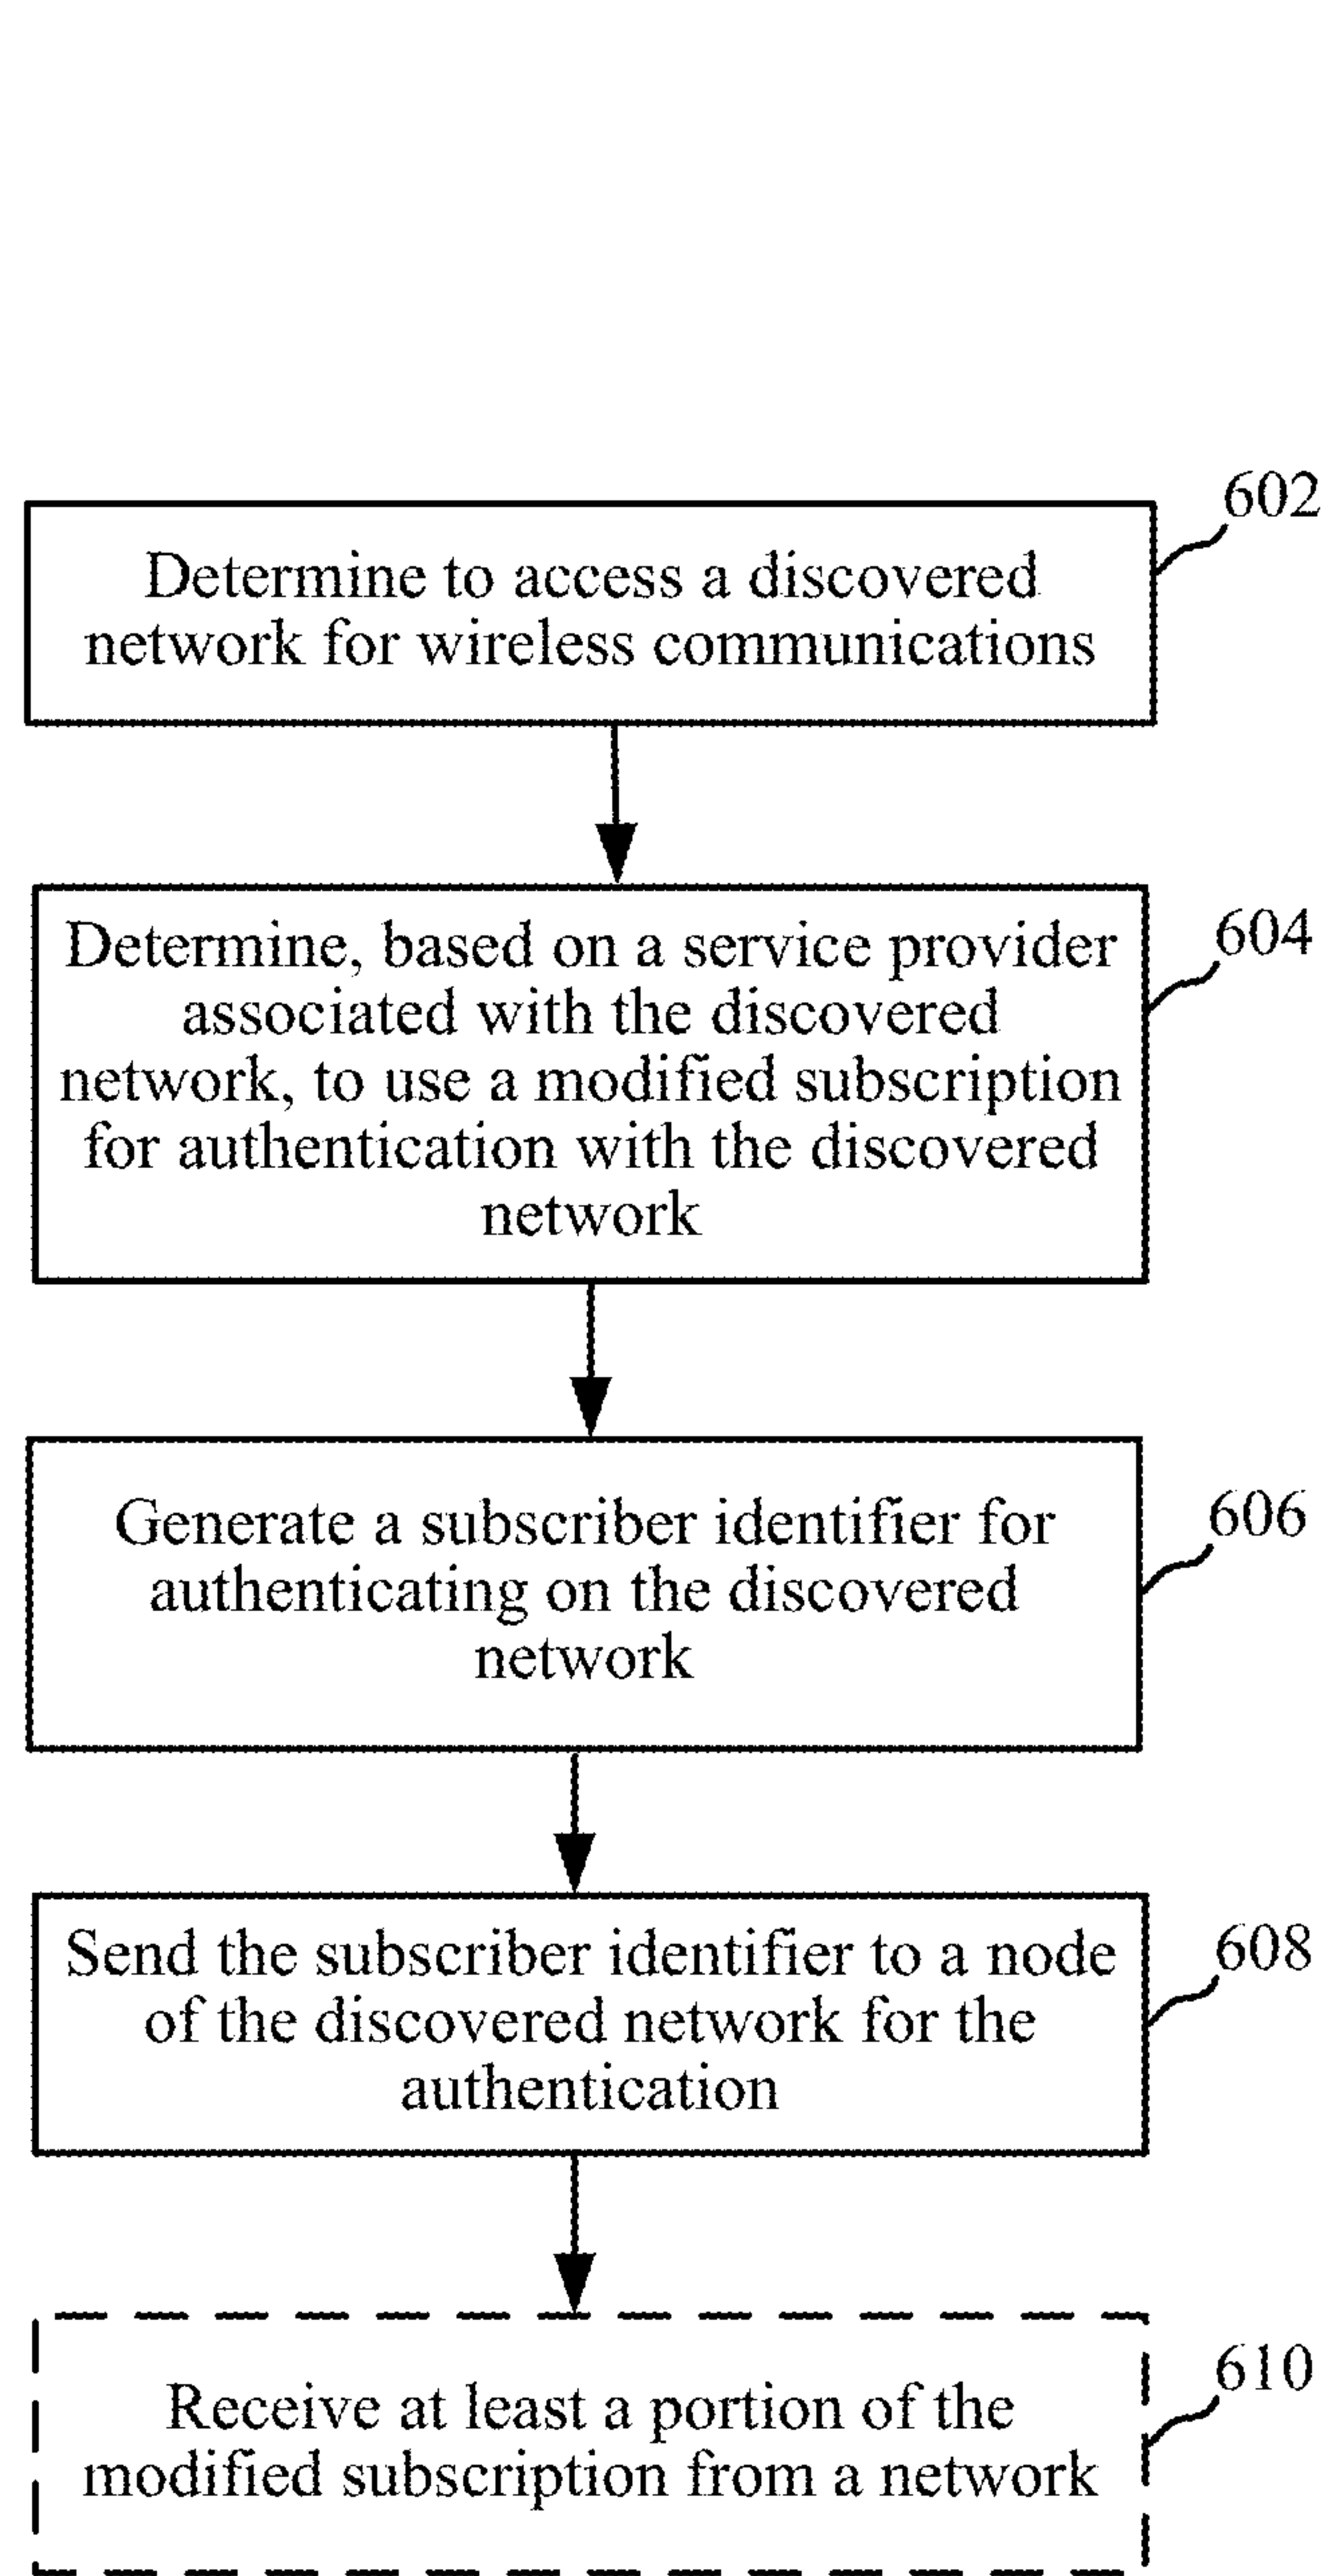 602
Determine to access a discovered
network for wireless communications
604
Determine, based on a service provider
associated with the discovered
network, to use a modified subscription
for authentication with the discovered
network
606
Generate a subscriber identifier for
authenticating on the discovered
network
608
Send the subscriber identifier to a node
of the discovered network for the
authentication
610
Receive at least a portion of the
modified subscription from a network